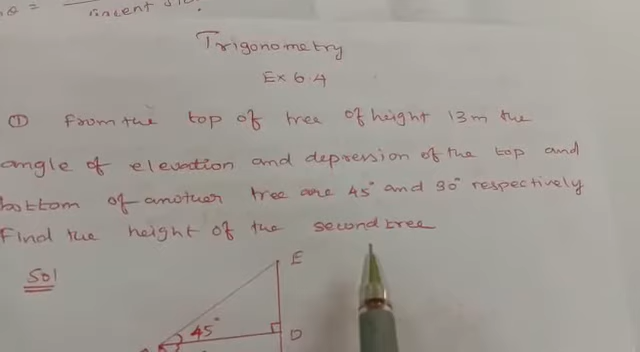 Trigonometry
Ex 6.4
① From the top of tree of height 13m the
angle of elevation and depression of the top and
bottom of another tree are 45° and 30° respectively
Find the height of the second tree
Sol
E
45°
D